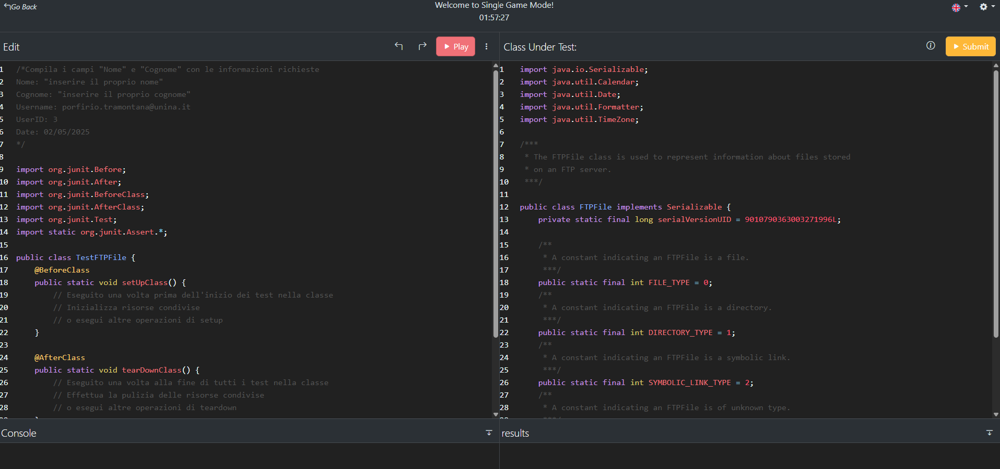 Go Back
Welcome to Single Game Mode!
01:57:27
Edit
Play
1 /*Compila i campi "Nome" e "Cognome" con le informazioni richieste
2 Nome: "inserire il proprio nome"
3 Cognome: "inserire il proprio cognome"
4 Username: porfirio.tramontana@unina.it
5 UserID: 3
6 Date: 02/05/2025
7 */
8
9 import org.junit.Before;
10 import org.junit.After;
11 import org.junit.BeforeClass;
12 import org.junit.AfterClass;
13 import org.junit.Test;
14 import static org.junit.Assert.*;
15
16 public class TestFTPFile {
17 @BeforeClass
18 public static void setUpClass() {
19 // Eseguito una volta prima dell'inizio dei test nella classe
20 // Inizializza risorse condivise
21 // o esegui altre operazioni di setup
22 }
23
24 @AfterClass
25 public static void tearDownClass() {
26 // Eseguito una volta alla fine di tutti i test nella classe
27 // Effettua la pulizia delle risorse condivise
28 // o esegui altre operazioni di teardown
Console
Class Under Test:
Submit
1 import java.io.Serializable;
2 import java.util.Calendar;
3 import java.util.Date;
4 import java.util.Formatter;
5 import java.util.TimeZone;
6
7 /***
8 * The FTPFile class is used to represent information about files stored
9 * on an FTP server.
10 ***/
11
12 public class FTPFile implements Serializable {
13 private static final long serialVersionUID = 9010790363003271996L;
14
15 /**
16 * A constant indicating an FTPFile is a file.
17 ***/
18 public static final int FILE_TYPE = 0;
19 /**
20 * A constant indicating an FTPFile is a directory.
21 ***/
22 public static final int DIRECTORY_TYPE = 1;
23 /**
24 * A constant indicating an FTPFile is a symbolic link.
25 ***/
26 public static final int SYMBOLIC_LINK_TYPE = 2;
27 /**
28 * A constant indicating an FTPFile is of unknown type.
results